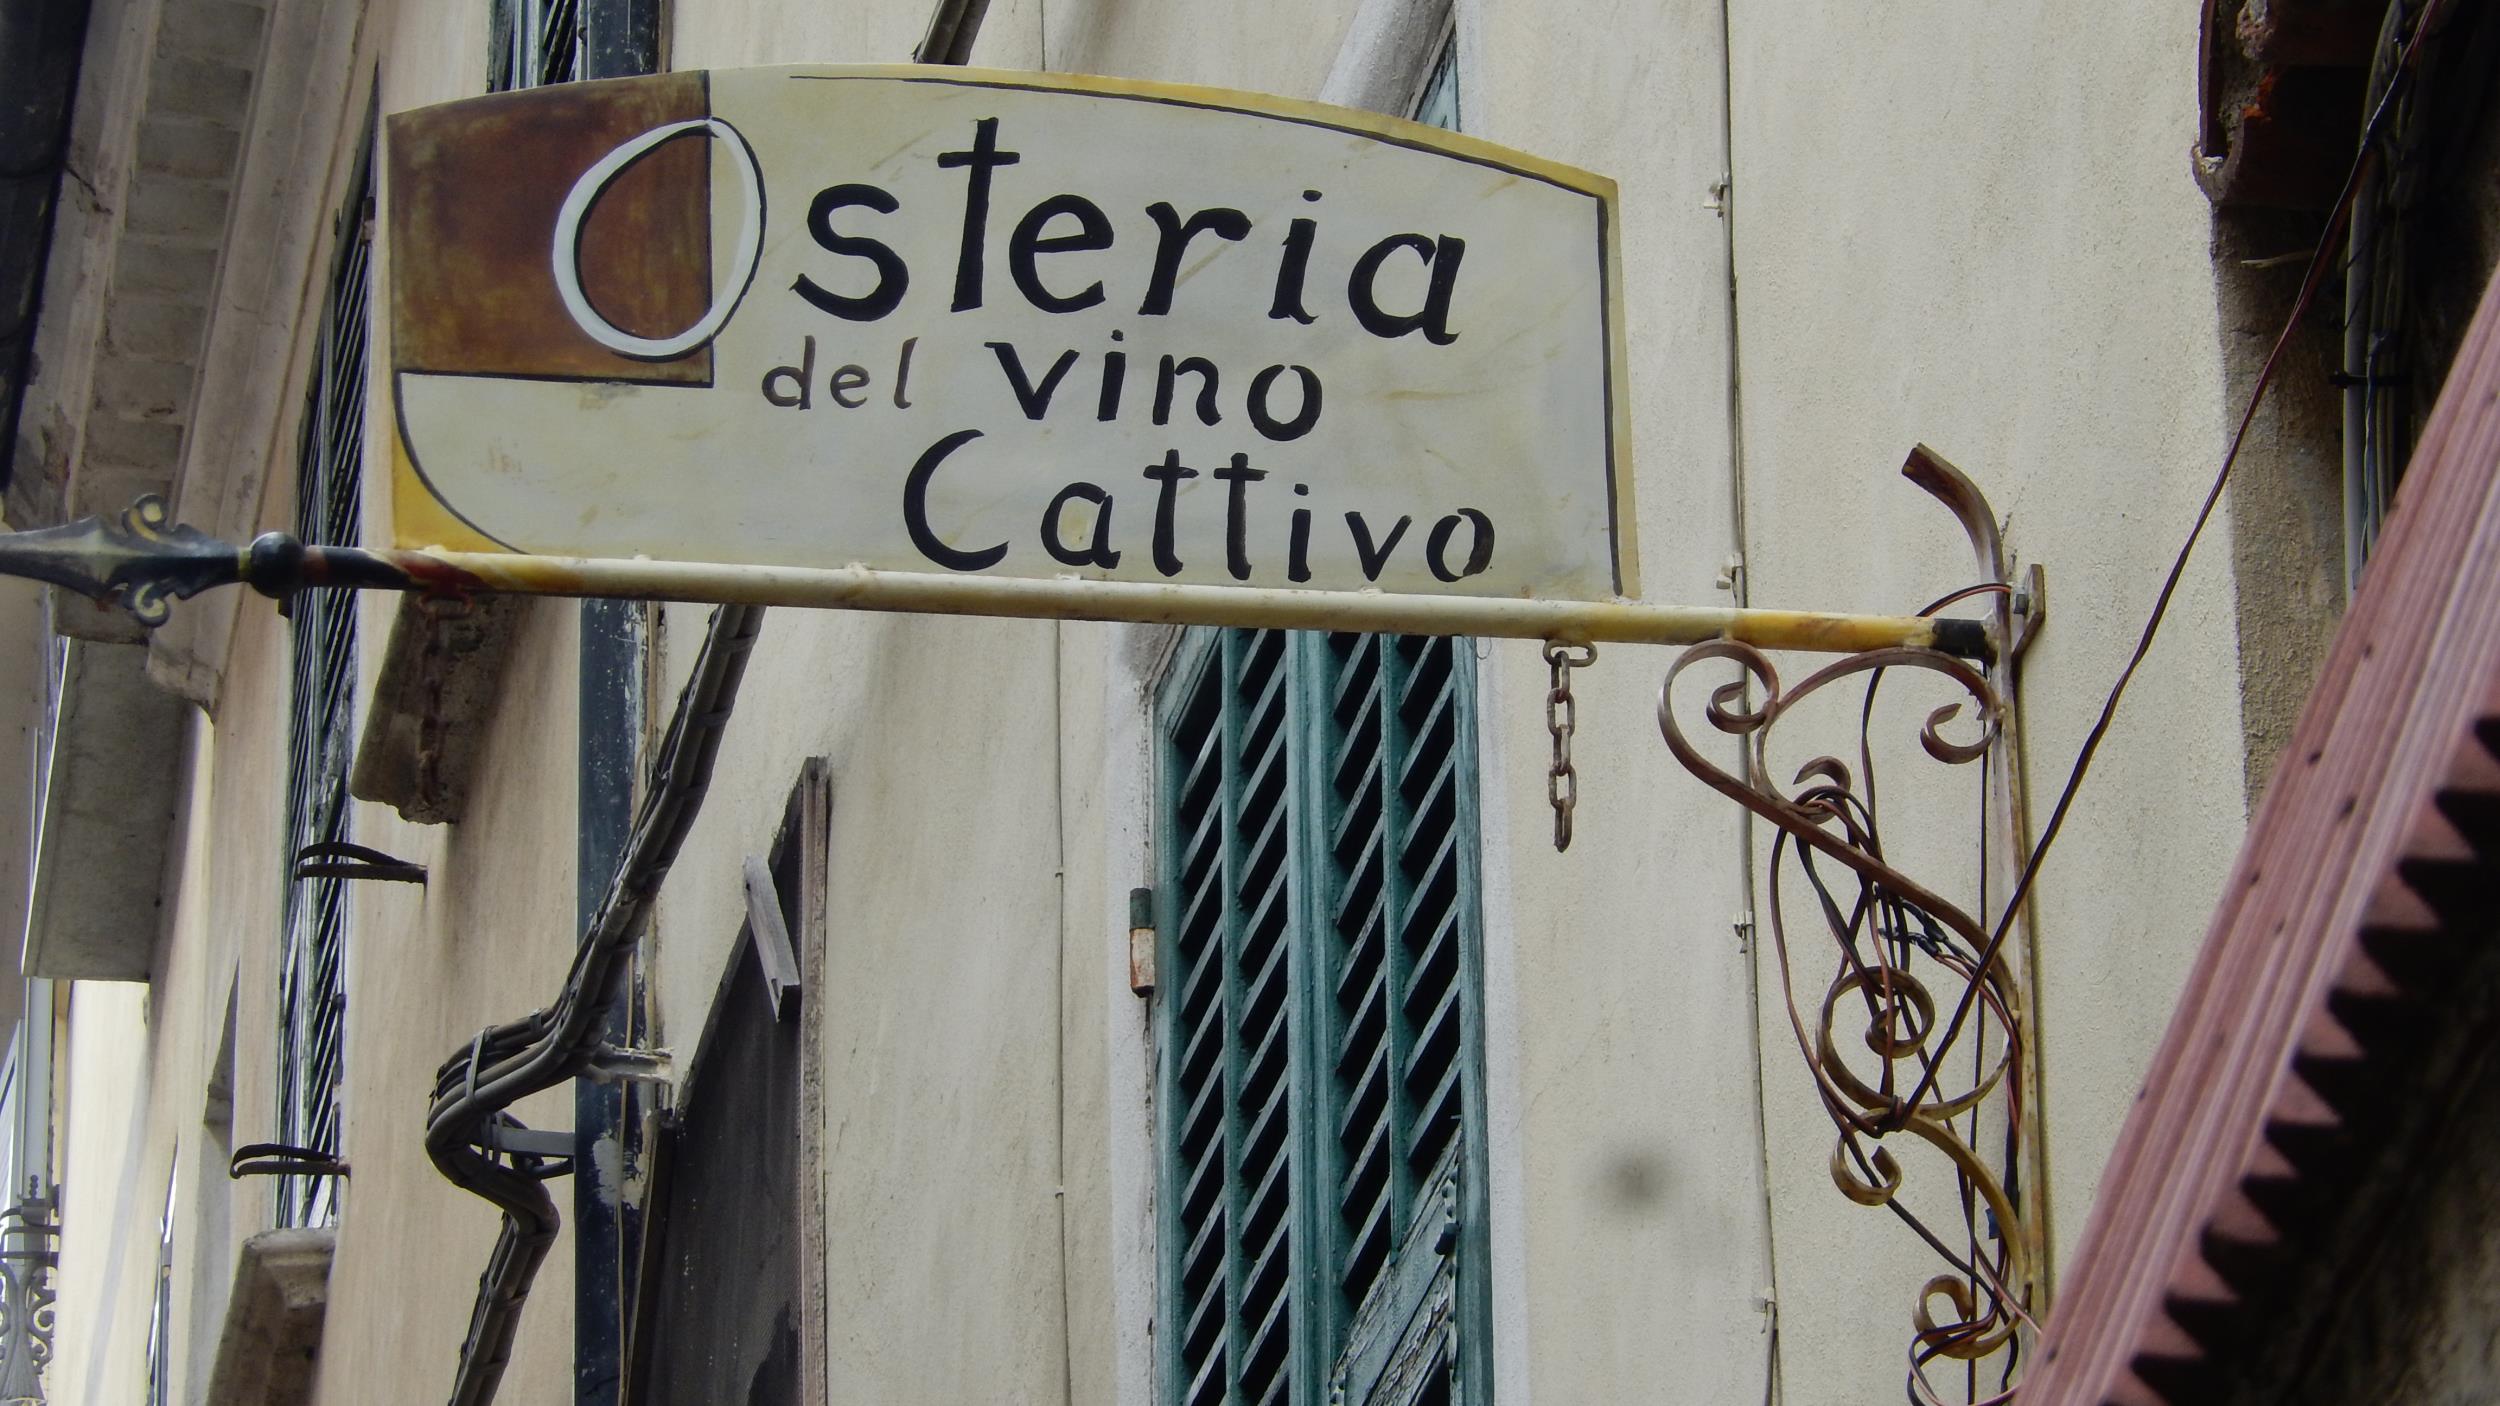 Osteria
del vino
Cattivo